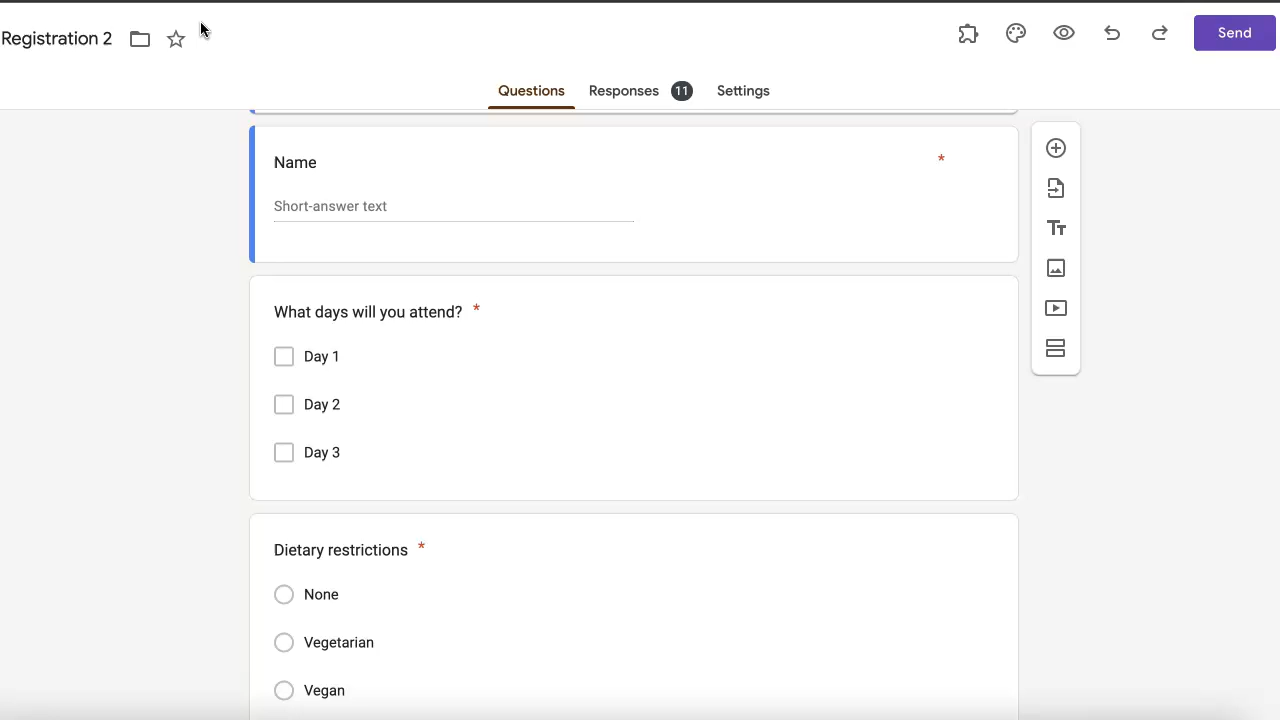 Registration 2
Send
Questions
Responses 11
Settings
Name *
Short-answer text
What days will you attend? *
Day 1
Day 2
Day 3
Dietary restrictions *
None
Vegetarian
Vegan
Tт